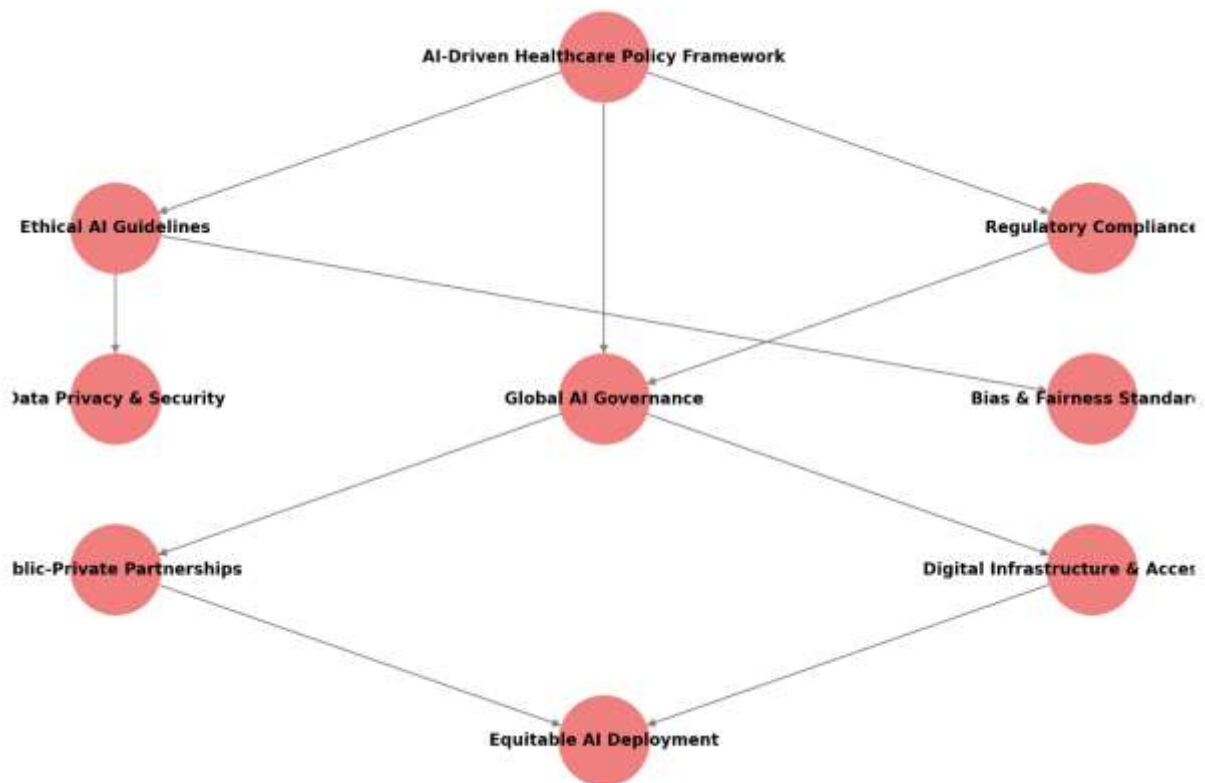 AI-Driven Healthcare Policy Framework
Ethical AI Guidelines
Regulatory Compliance
Data Privacy & Security
Global AI Governance
Bias & Fairness Standar
blic-Private Partnerships
Digital Infrastructure & Acces
Equitable AI Deployment